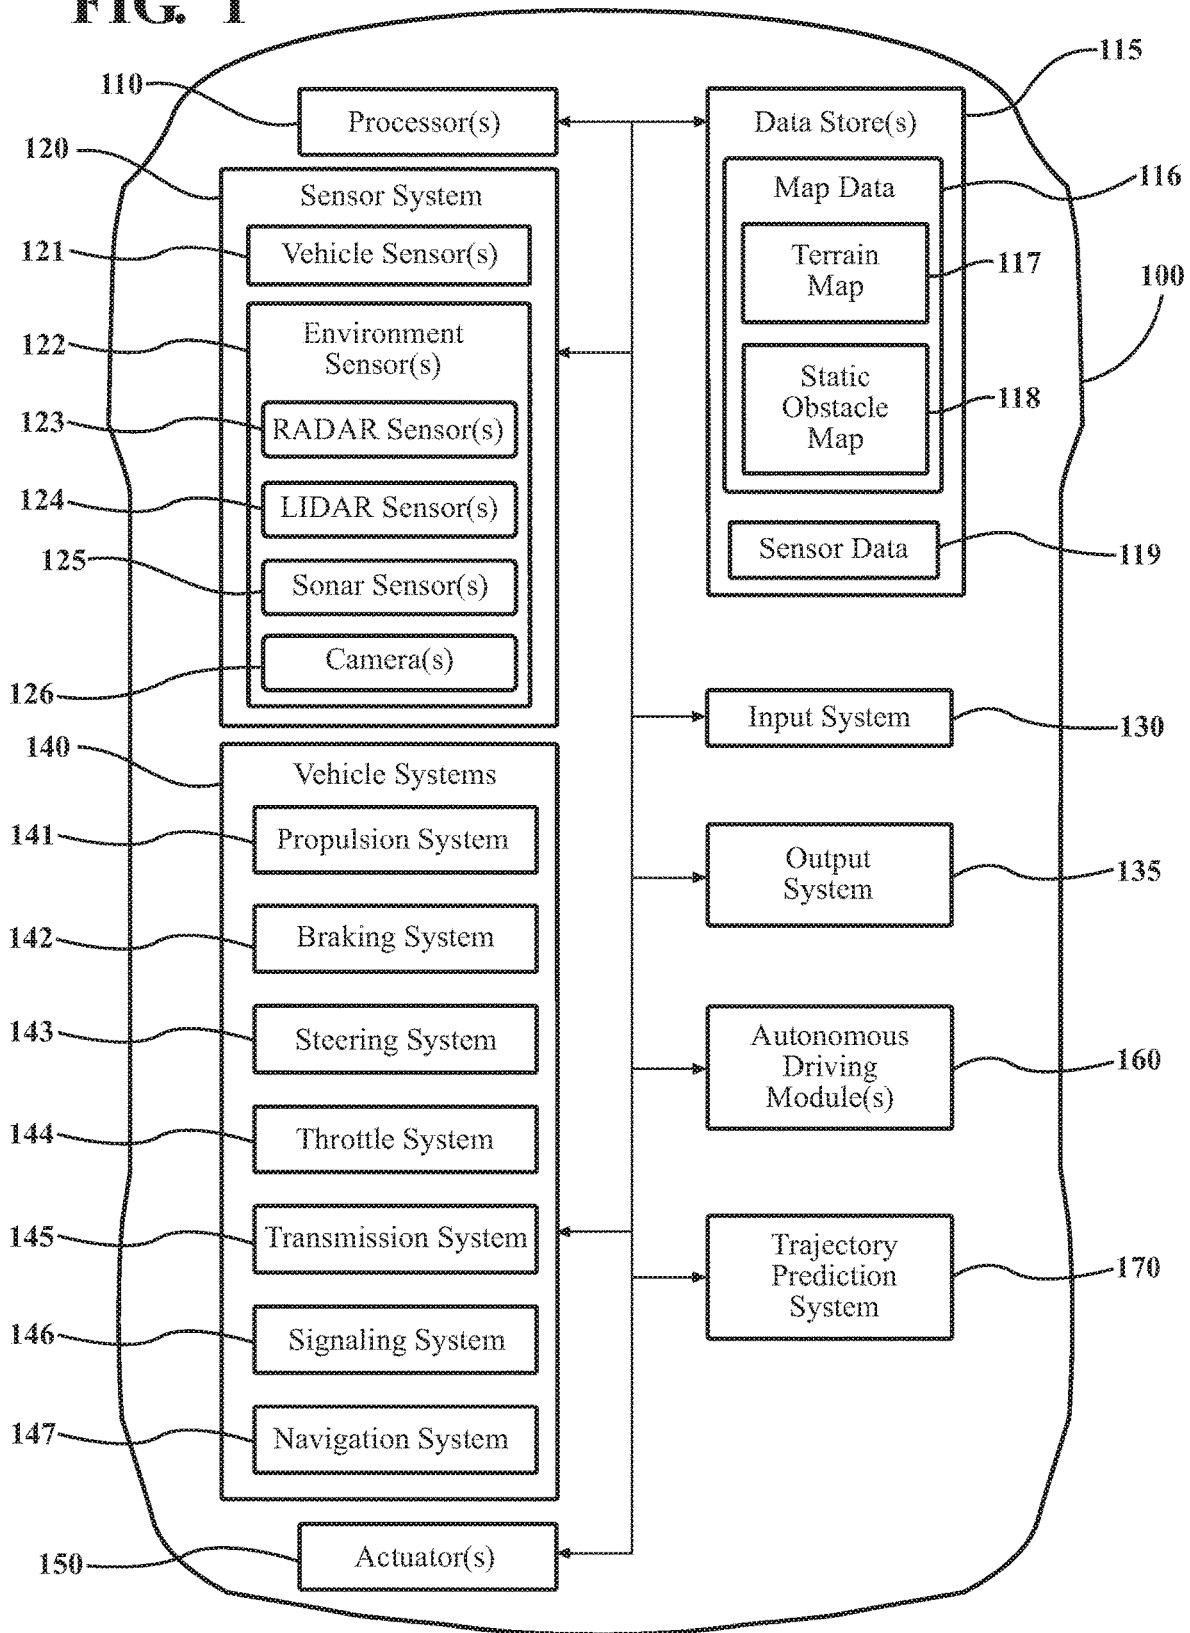 FIG. 1
110
Processor(s)
120
Sensor System
121
Vehicle Sensor(s)
122
Environment
Sensor(s)
123
RADAR Sensor(s)
124
LIDAR Sensor(s)
125
Sonar Sensor(s)
126
Camera(s)
140
Vehicle Systems
141
Propulsion System
142
Braking System
143
Steering System
144
Throttle System
145
Transmission System
146
Signaling System
147
Navigation System
150
Actuator(s)
115
Data Store(s)
116
Map Data
117
Terrain
Map
100
118
Static
Obstacle
Map
119
Sensor Data
130
Input System
135
Output
System
160
Autonomous
Driving
Module(s)
170
Trajectory
Prediction
System